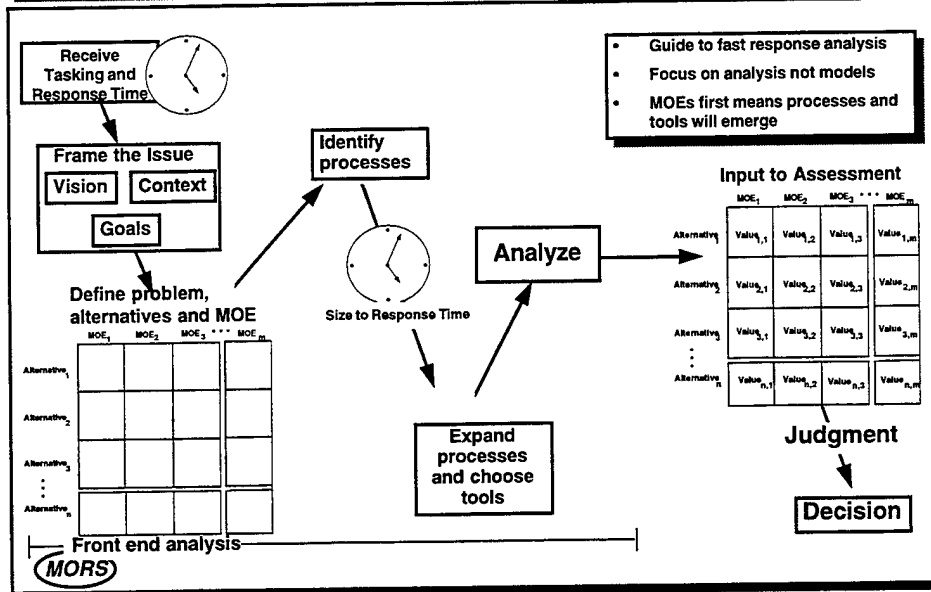 Receive
Tasking and
Response Time
Frame the Issue
Vision
Context
Goals
Define problem,
alternatives and MOE
MOE1 MOE2 MOE3 ••• MOEm
Alternative1
Alternative2
Alternative3
Alternativen
Front end analysis
MORS
Identify
processes
Size to Response Time
Expand
processes
and choose
tools
Analyze
• Guide to fast response analysis
• Focus on analysis not models
• MOEs first means processes and
tools will emerge
Input to Assessment
MOE1 MOE2 MOE3 ••• MOEm
Alternative1 Value1,1 Value1,2 Value1,3 Value1,m
Alternative2 Value2,1 Value2,2 Value2,3 Value2,m
Alternative3 Value3,1 Value3,2 Value3,3 Value3,m
Alternativen Valuen,1 Valuen,2 Valuen,3 Valuen,m
Judgment
Decision